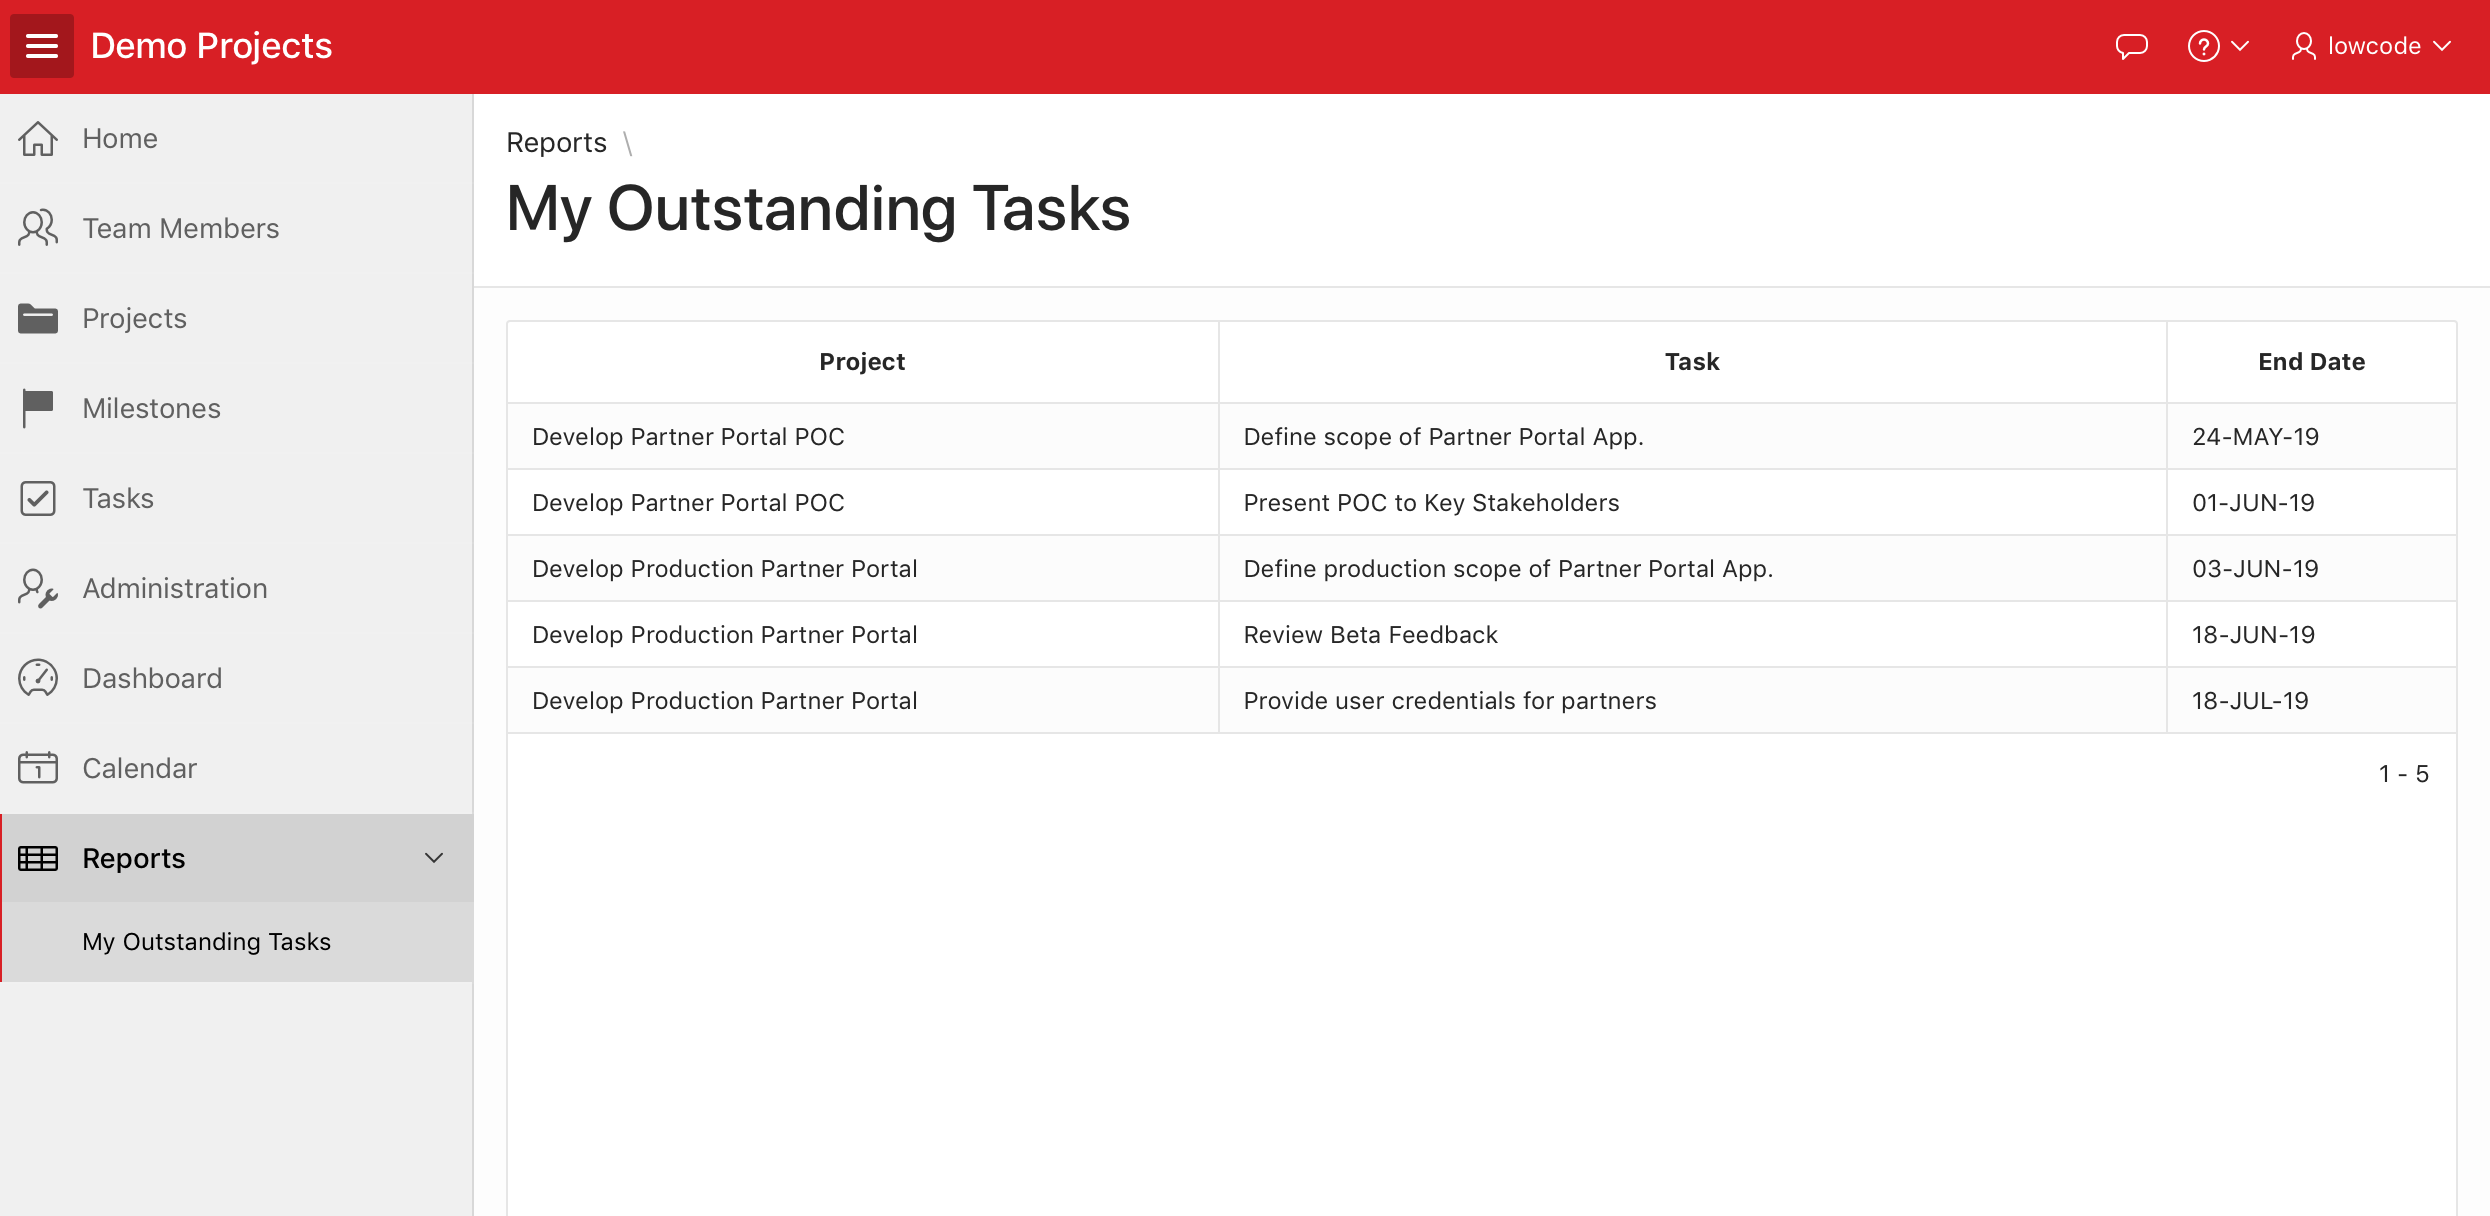 Demo Projects
lowcode
Home
Team Members
Projects
Milestones
Tasks
Administration
Dashboard
1
Calendar
Reports
My Outstanding Tasks
Reports \
My Outstanding Tasks
Project Task End Date
Develop Partner Portal POC Define scope of Partner Portal App. 24-MAY-19
Develop Partner Portal POC Present POC to Key Stakeholders 01-JUN-19
Develop Production Partner Portal Define production scope of Partner Portal App. 03-JUN-19
Develop Production Partner Portal Review Beta Feedback 18-JUN-19
Develop Production Partner Portal Provide user credentials for partners 18-JUL-19
1 - 5